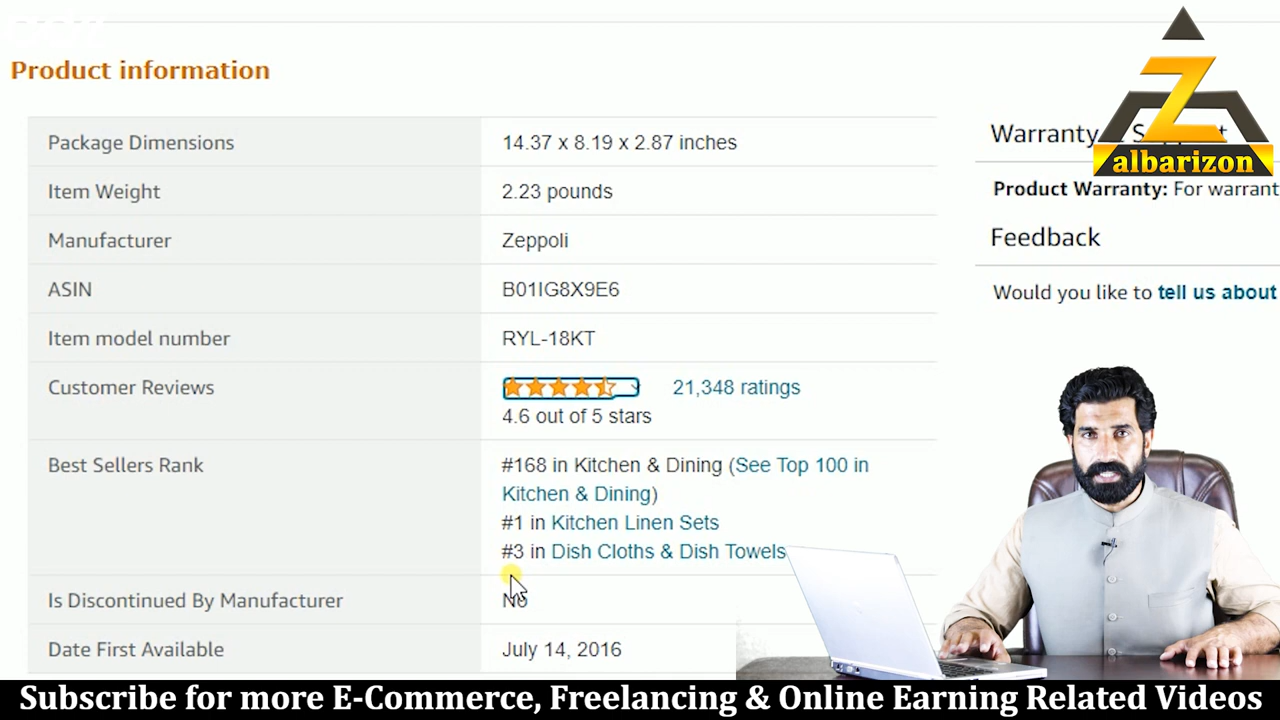 Product information
Package Dimensions 14.37 x 8.19 x 2.87 inches
Item Weight 2.23 pounds
Manufacturer Zeppoli
ASIN B01IG8X9E6
Item model number RYL-18KT
Customer Reviews 21,348 ratings
4.6 out of 5 stars
Best Sellers Rank #168 in Kitchen & Dining (See Top 100 in
Kitchen & Dining)
#1 in Kitchen Linen Sets
#3 in Dish Cloths & Dish Towels
Is Discontinued By Manufacturer No
Date First Available July 14, 2016
Z
albarizon
Warranty
Product Warranty: For warrant
Feedback
Would you like to tell us about
Subscribe for more E-Commerce, Freelancing & Online Earning Related Videos